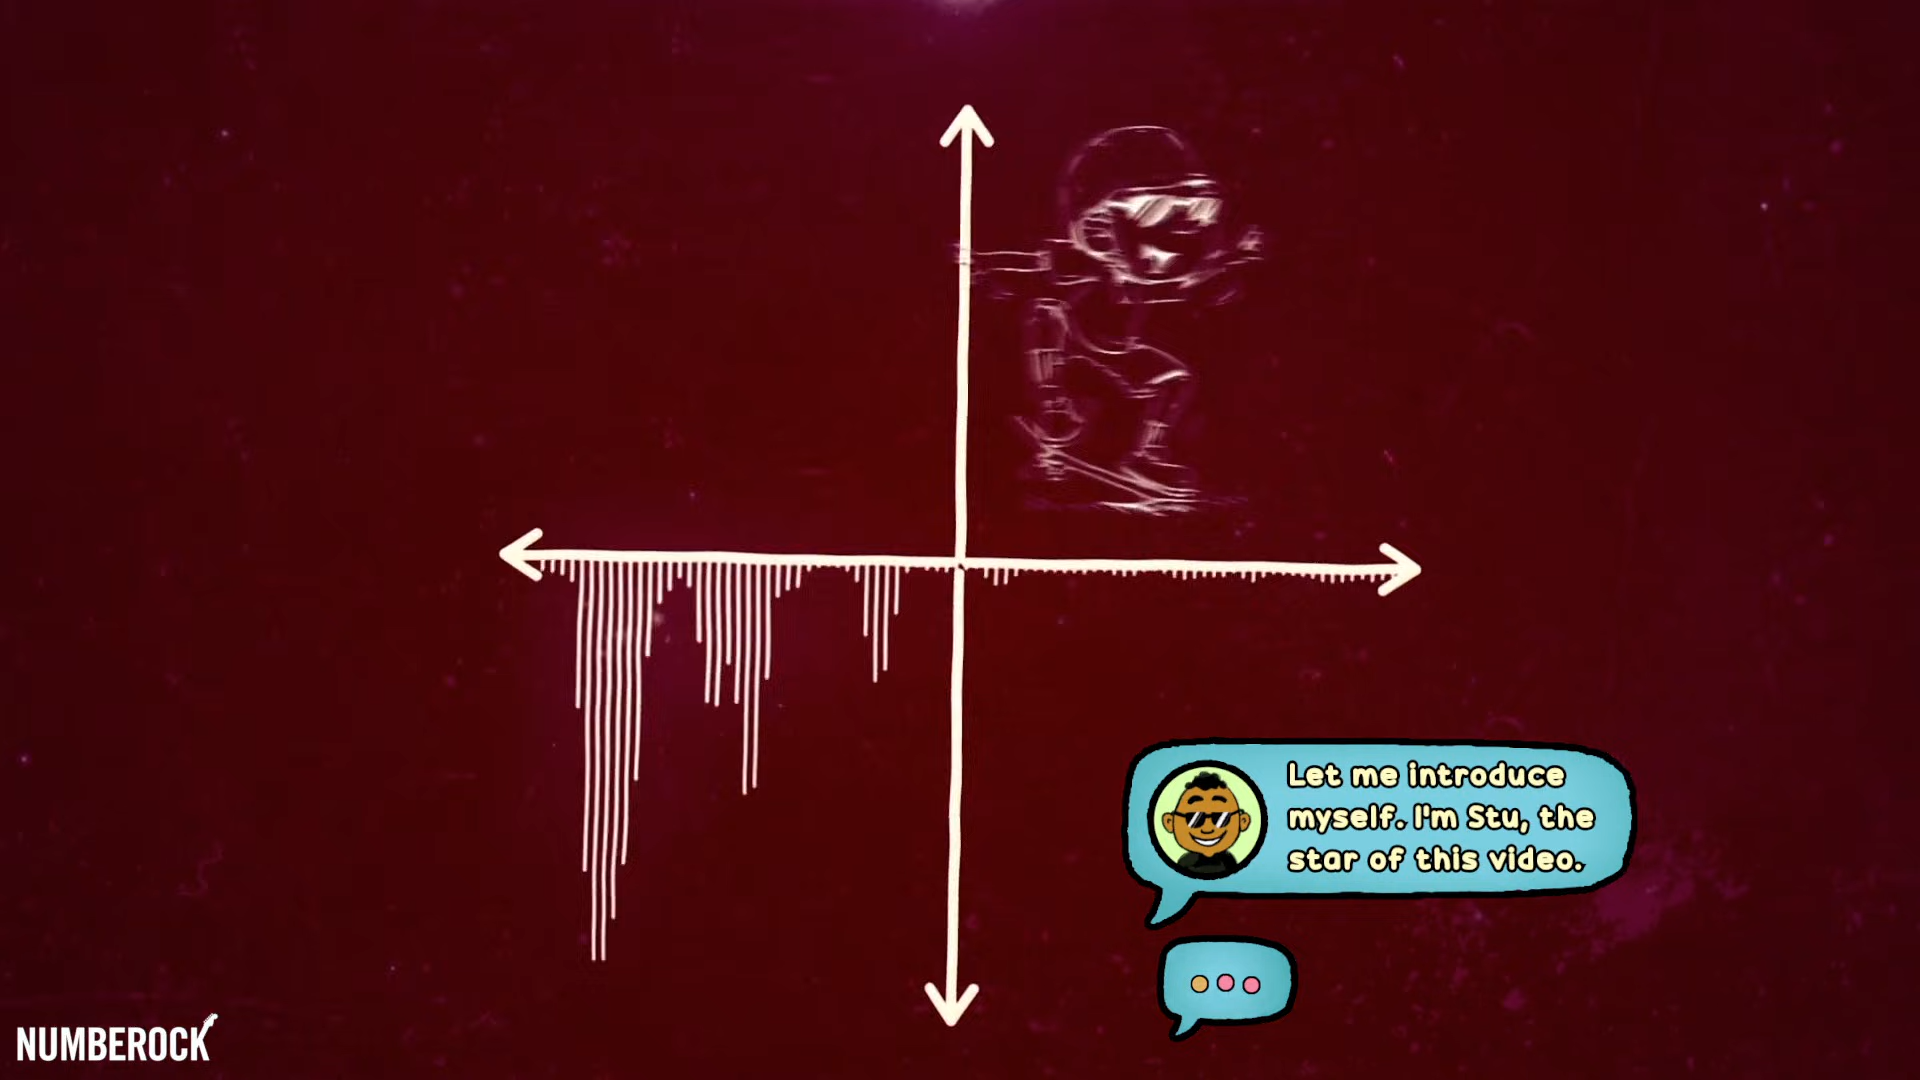 Let me introduce
myself. I'm Stu, the
star of this video.
NUMBEROCK